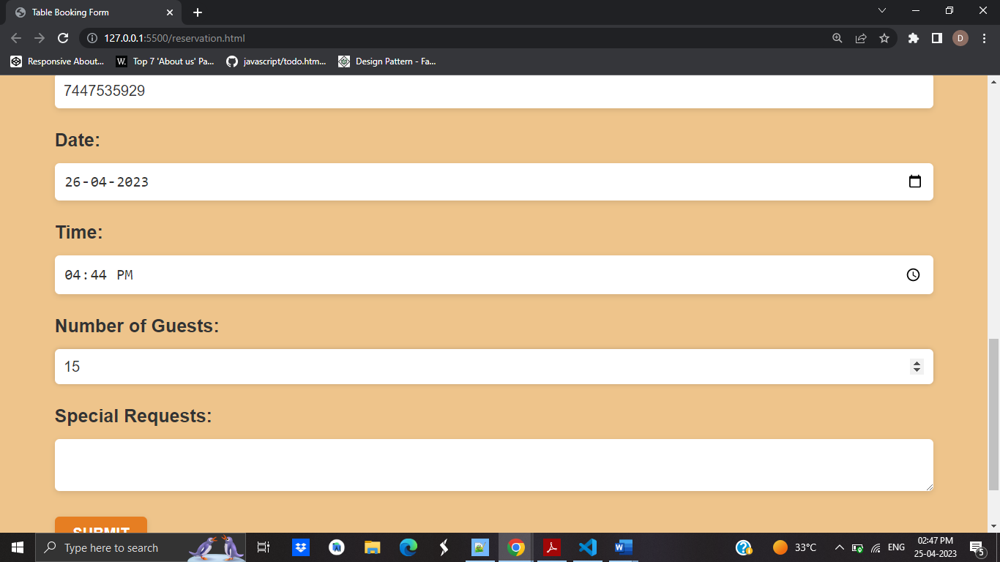 Table Booking Form
127.0.0.1:5500/reservation.html
D
Responsive About...
W. Top 7 'About us' Pa...
javascript/todo.htm...
Design Pattern - Fa...
7447535929
Date:
26-04-2023
Time:
04:44 PM
Number of Guests:
15
Special Requests:
SUBMIT
Type here to search
33°C
ENG
02:47 PM
25-04-2023
5